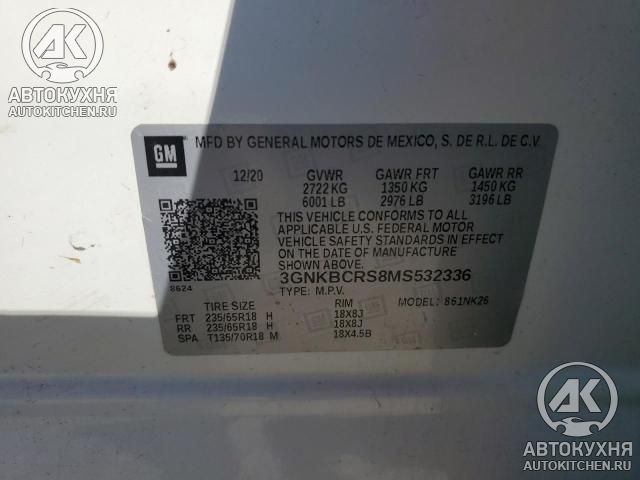 AK
АВТОКУХНЯ
AUTOKITCHEN.RU
GM
MFD BY GENERAL MOTORS DE MEXICO, S. DE R.L. DE C.V
12/20 GVWR GAWR FRT GAWR RR
2722 KG 1350 KG 1450 KG
6001 LB 2976 LB 3196 LB
THIS VEHICLE CONFORMS TO ALL
APPLICABLE U.S. FEDERAL MOTOR
VEHICLE SAFETY STANDARDS IN EFFECT
ON THE DATE OF MANUFACTURE
SHOWN ABOVE.
8624
3GNKBCRS8MS532336
TYPE: M.P.V. MODEL: 861NK26
TIRE SIZE RIM
FRT 235/65R18 H 18X8J
RR 235/65R18 H 18X8J
SPA T135/70R18 M 18X4.5B
AK
АВТОКУХНЯ
AUTOKITCHEN.RU